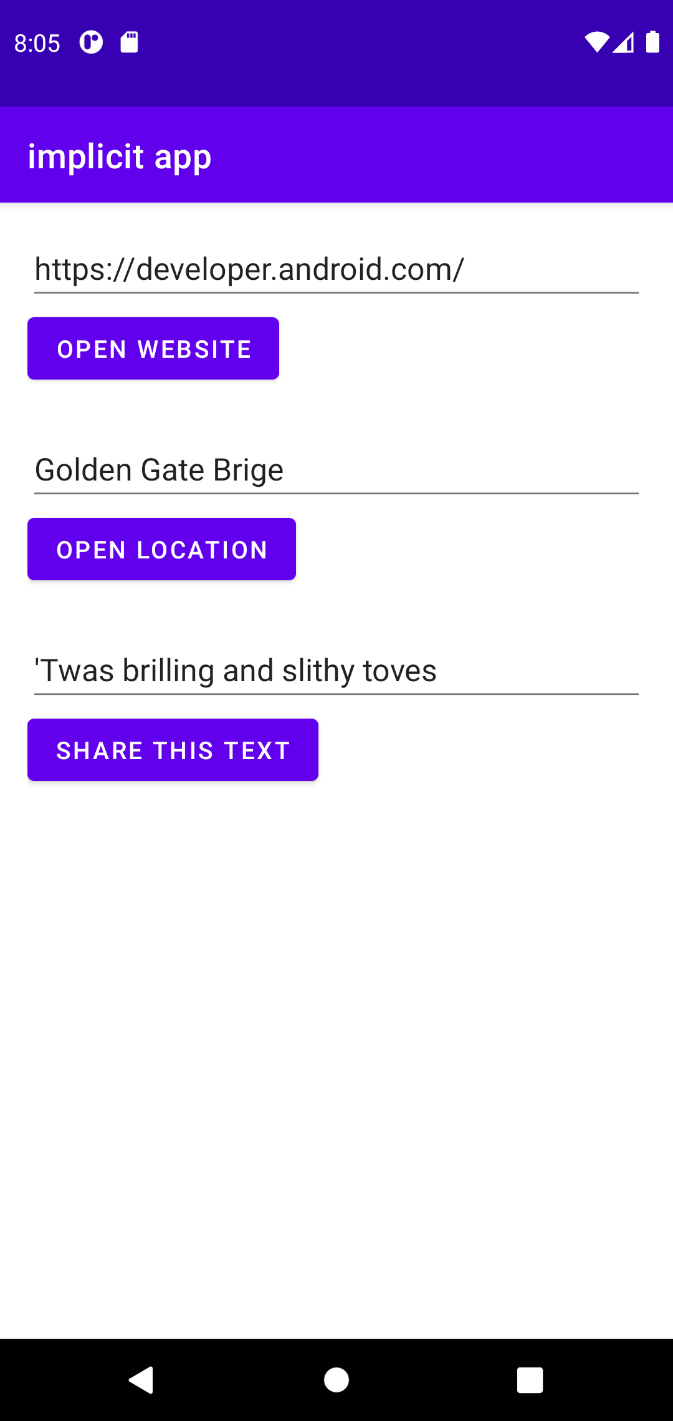 8:05
implicit app
https://developer.android.com/
OPEN WEBSITE
Golden Gate Brige
OPEN LOCATION
'Twas brilling and slithy toves
SHARE THIS TEXT